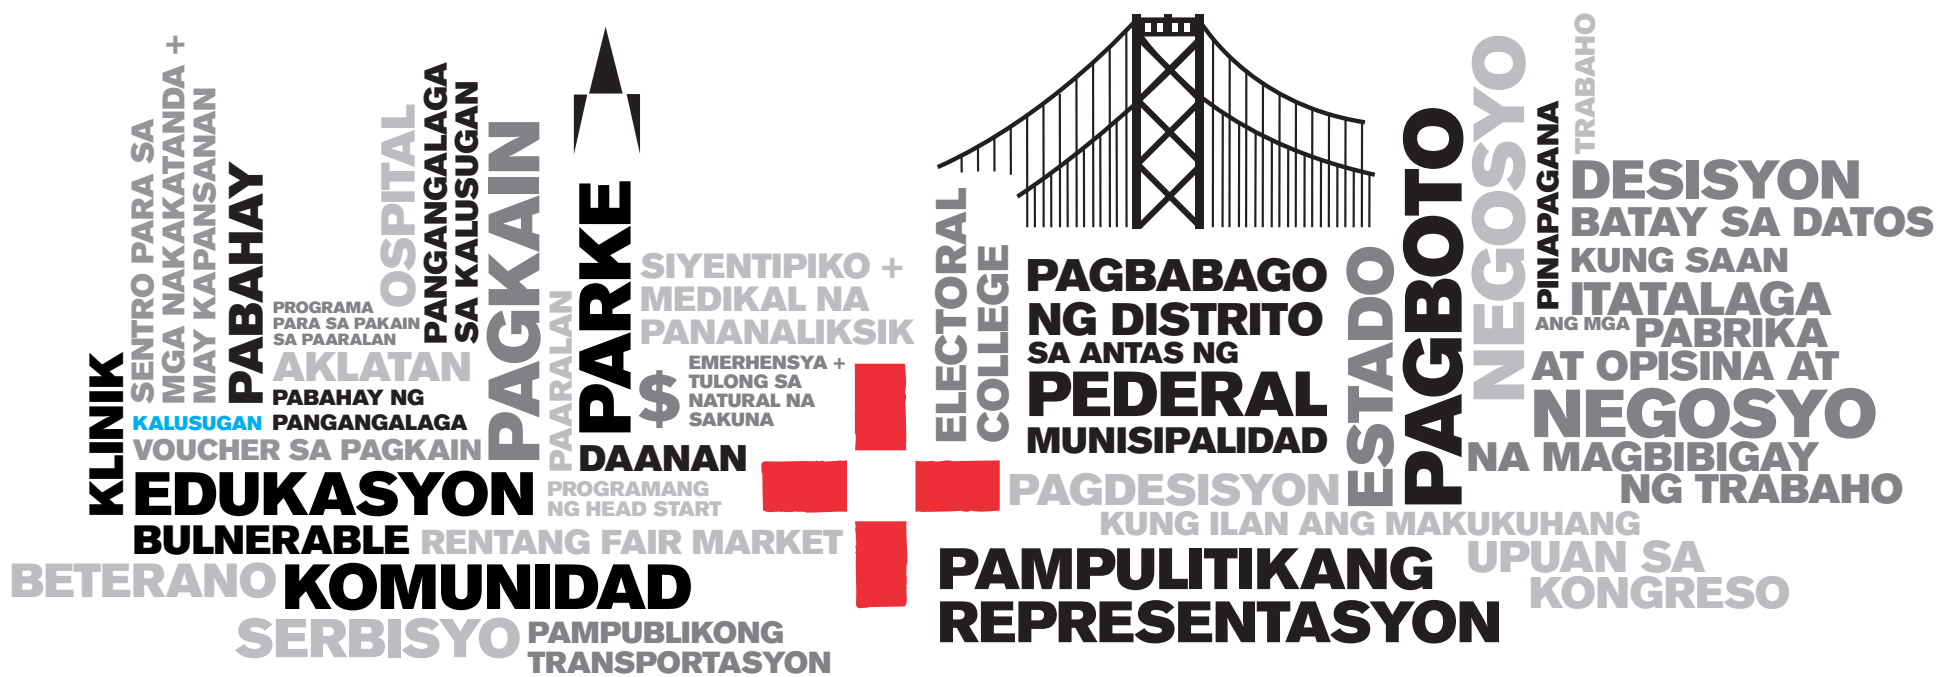 KLINIK
SENTRO PARA SA
MGA NAKAKATANDA +
MAY KAPANSANAN
PABAHAY
KALUSUGAN
PROGRAMA
PARA SA PAKAIN
SA PAARALAN
OSPITAL
PANGANGALAGA
SA KALUSUGAN
AKLATAN
PABAHAY NG
PANGANGALAGA
VOUCHER SA PAGKAIN
PAGKAIN
EDUKASYON
BULNERABLE
BETERANO
KOMUNIDAD
SERBISYO
PAMPUBLIKONG
TRANSPORTASYON
RENTANG FAIR MARKET
PAARALAN
PARKE
DAANAN
PROGRAMANG
NG HEAD START
SIYENTIPIKO +
MEDIKAL NA
PANANALIKSIK
$
EMERHENSYA +
TULONG SA
NATURAL NA
SAKUNA
ELECTORAL
COLLEGE
PAGBABAGO
NG DISTRITO
SA ANTAS NG
PEDERAL
MUNISIPALIDAD
ESTADO
PAGBOTO
PAGDESISYON
KUNG ILAN ANG MAKUKUHANG
UPUAN SA
KONGRESO
PAMPULITIKANG
REPRESENTASYON
NEGOSYO
PINAPAGANA
TRABAHO
DESISYON
BATAY SA DATOS
KUNG SAAN
ITATALAGA
ANG MGA PABRIKA
AT OPISINA AT
NEGOSYO
NA MAGBIBIGAY
NG TRABAHO